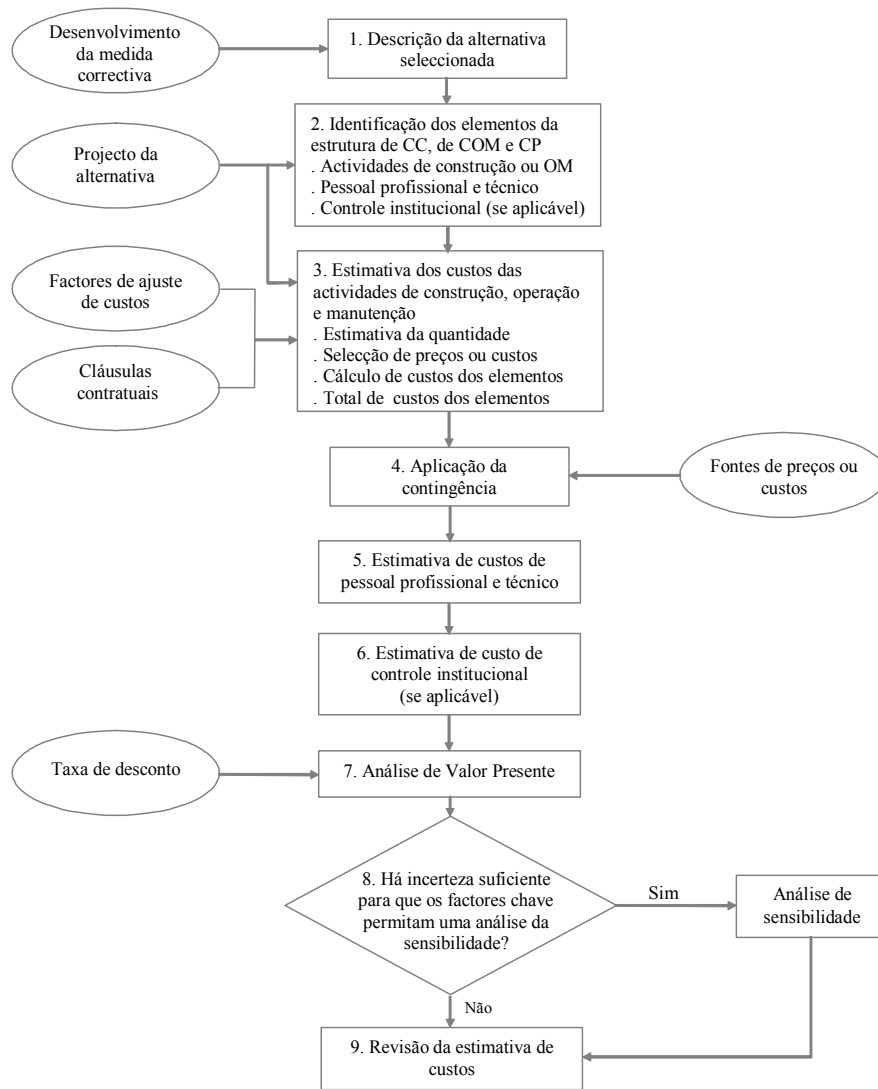 Desenvolvimento
da medida
correctiva
1. Descrição da alternativa
seleccionada
2. Identificação dos elementos da
estrutura de CC, de COM e CP
. Actividades de construção ou OM
. Pessoal profissional e técnico
. Controle institucional (se aplicável)
Projecto da
alternativa
3. Estimativa dos custos das
actividades de construção, operação
e manutenção
. Estimativa da quantidade
. Selecção de preços ou custos
. Cálculo de custos dos elementos
. Total de custos dos elementos
Factores de ajuste
de custos
Cláusulas
contratuais
4. Aplicação da
contingência
Fontes de preços ou
custos
5. Estimativa de custos de
pessoal profissional e técnico
6. Estimativa de custo de
controle institucional
(se aplicável)
Taxa de desconto
7. Análise de Valor Presente
8. Há incerteza suficiente
para que os factores chave
permitam uma análise da
sensibilidade?
Sim
Análise de
sensibilidade
Não
9. Revisão da estimativa de
custos